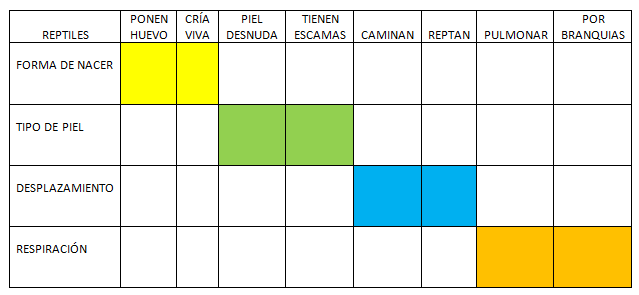 REPTILES PONEN HUEVO CRÍA VIVA PIEL DESNUDA TIENEN ESCAMAS CAMINAN REPTAN PULMONAR POR BRANQUIAS
FORMA DE NACER
TIPO DE PIEL
DESPLAZAMIENTO
RESPIRACIÓN